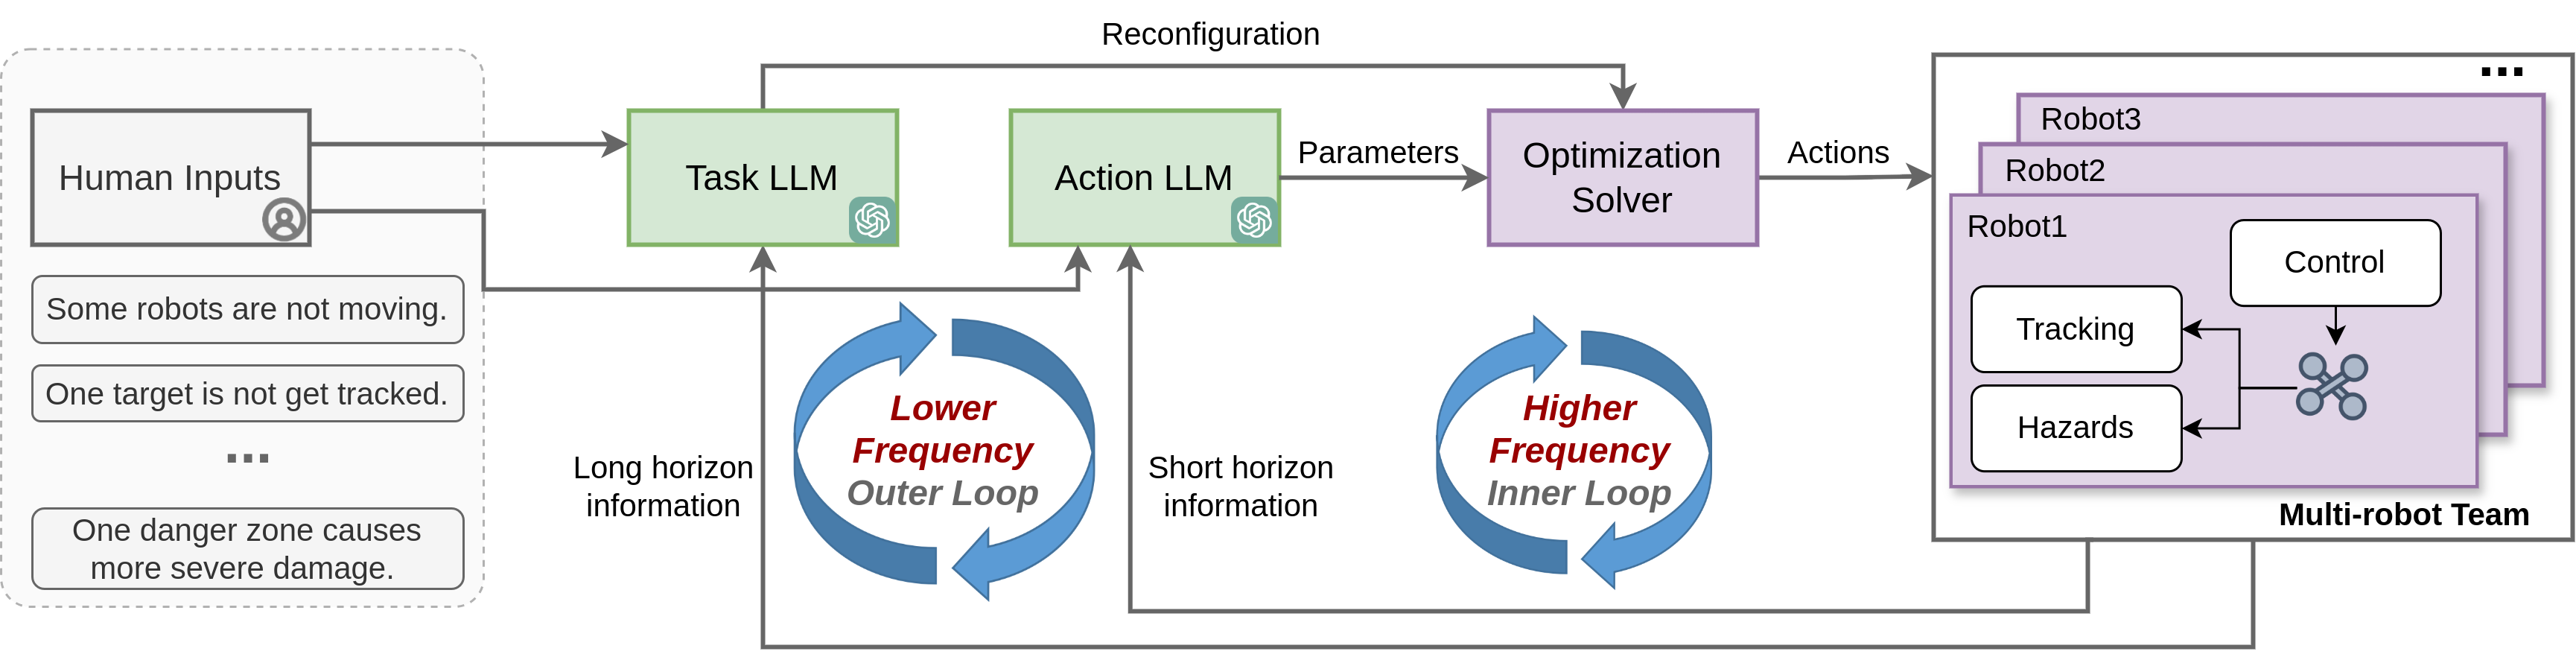 Reconfiguration
Human Inputs
Task LLM
Action LLM
Parameters
Optimization
Solver
Actions
...
Robot3
Robot2
Robot1
Control
Tracking
Hazards
Multi-robot Team
Some robots are not moving.
One target is not get tracked.
...
One danger zone causes
more severe damage.
Long horizon
information
Lower
Frequency
Outer Loop
Short horizon
information
Higher
Frequency
Inner Loop